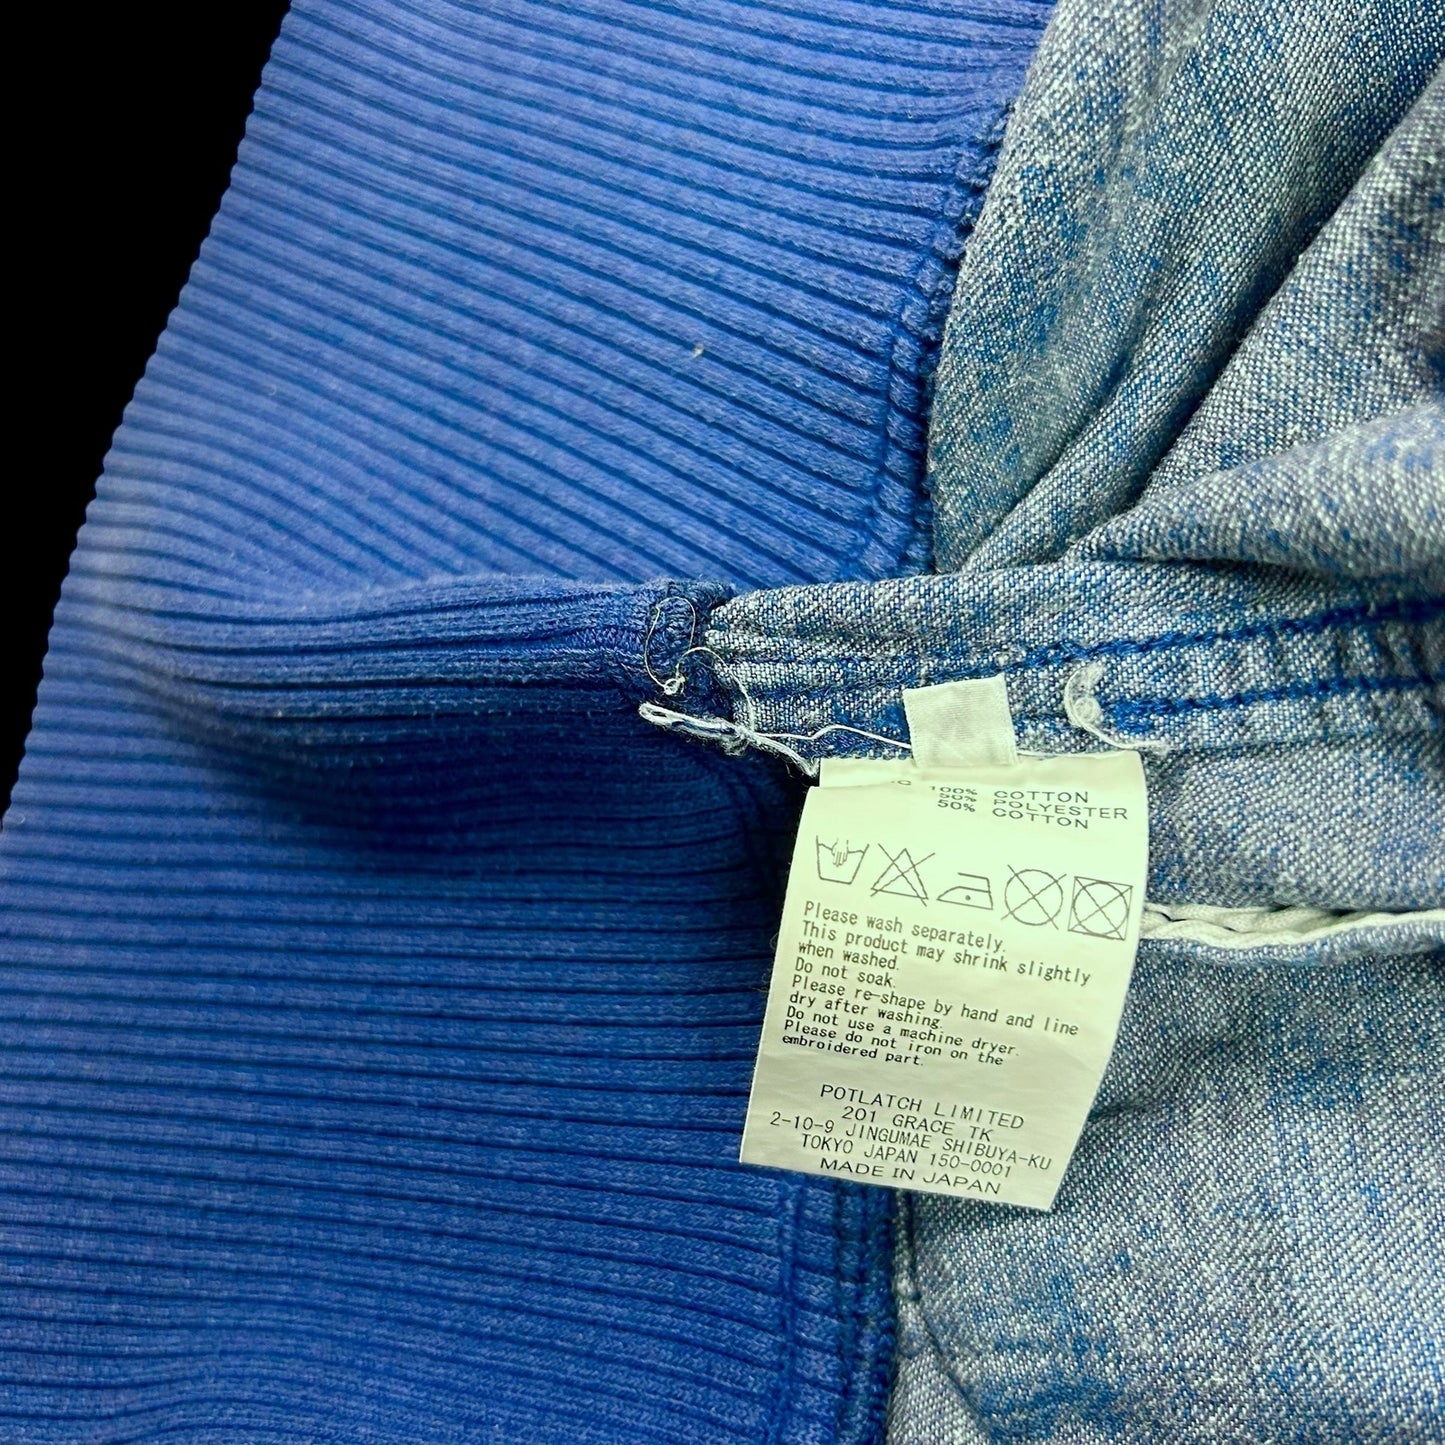 100% COTTON
50% POLYESTER
50% COTTON
Please wash separately.
This product may shrink slightly
when washed.
Do not soak.
Please re-shape by hand and line
dry after washing.
Do not use a machine dryer.
Please do not iron on the
embroidered part.
POTLATCH LIMITED
201 GRACE TK
2-10-9 JINGUMAE SHIBUYA-KU
TOKYO JAPAN 150-0001
MADE IN JAPAN